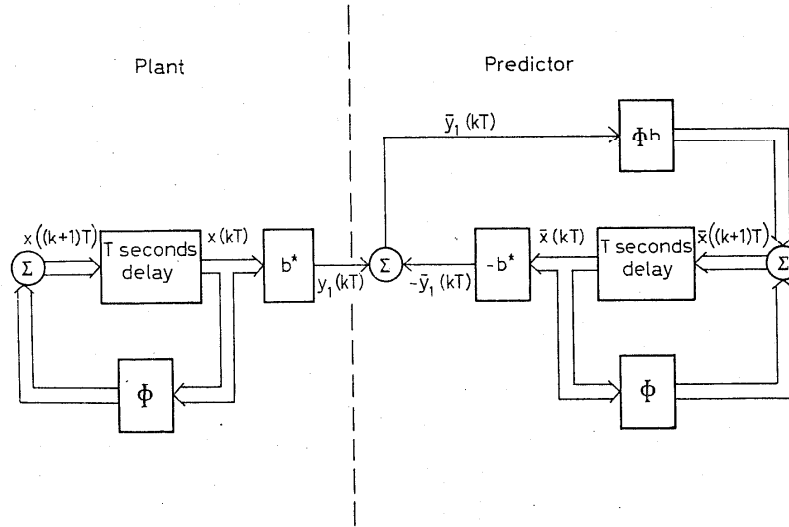 Plant
Predictor
ȳ₁(kT)
Φh
x((k+1)T)
T seconds
delay
x(kT)
b*
y₁(kT)
Σ
Σ
-ȳ₁(kT)
-b*
x̄(kT)
T seconds
delay
x̄((k+1)T)
Σ
Φ
Φ